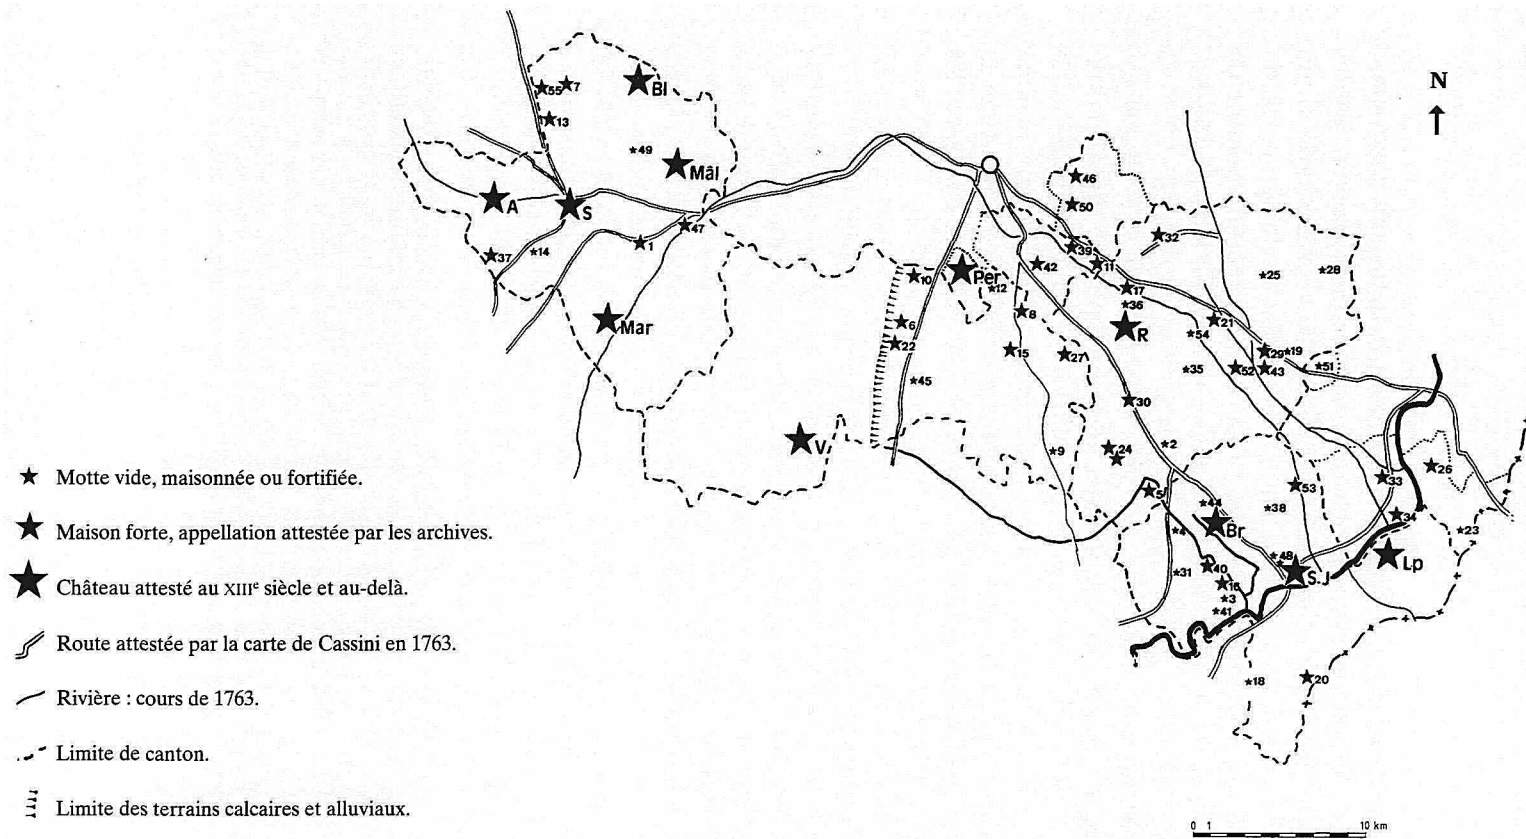 N
Bl
55
7
13
49
Mâl
A
S
47
1
37
14
Mar
V
46
50
32
39
42
11
Per
12
10
17
36
25
28
6
8
21
R
54
22
15
27
29
19
45
35
52
43
51
30
2
24
9
5
53
33
26
44
38
34
Br
4
23
48
Lp
31
40
S.J
16
3
41
18
20
Motte vide, maisonnée ou fortifiée.
Maison forte, appellation attestée par les archives.
Château attesté au XIIIe siècle et au-delà.
Route attestée par la carte de Cassini en 1763.
Rivière : cours de 1763.
Limite de canton.
Limite des terrains calcaires et alluviaux.
0 1 10 km